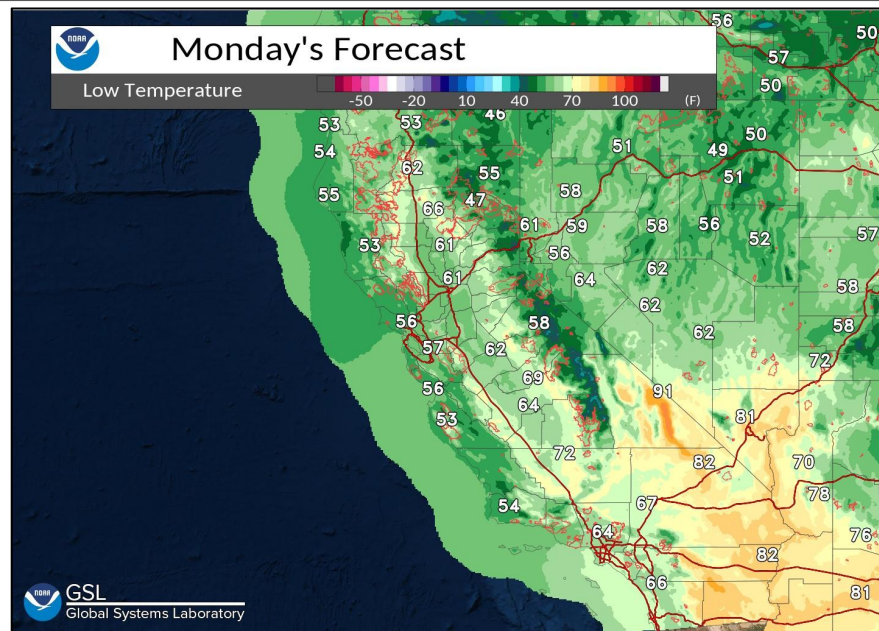 NOAA
Monday's Forecast
Low Temperature
-50 -20 10 40 70 100 (F)
56
50
57
50
53 53 46
54 51 49 50
62 55 51
55 47 58
66
61 59 58 56 52 57
53 61 56
61 64 62 58
62
56 58 62 58
57 62 72
56 69 91
64
53 81
72 82 70
54 67 78
64 76
82
66 81
NOAA
GSL
Global Systems Laboratory